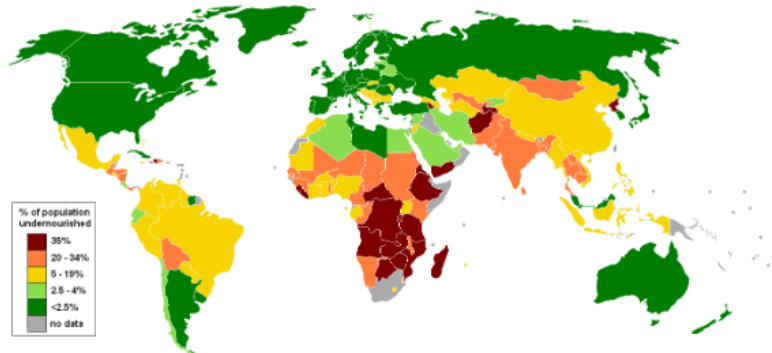 % of population
undernourished
35%
20 - 34%
5 - 19%
2.5 - 4%
<2.5%
no data